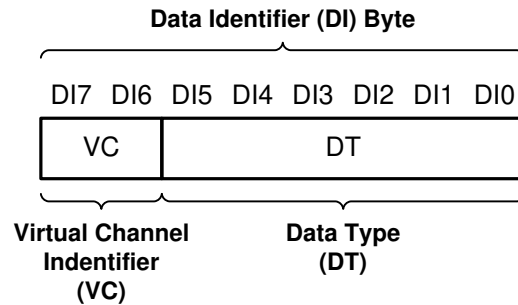 Data Identifier (DI) Byte
DI7 DI6 DI5 DI4 DI3 DI2 DI1 DI0
VC DT
Virtual Channel Data Type
Indentifier (DT)
(VC)